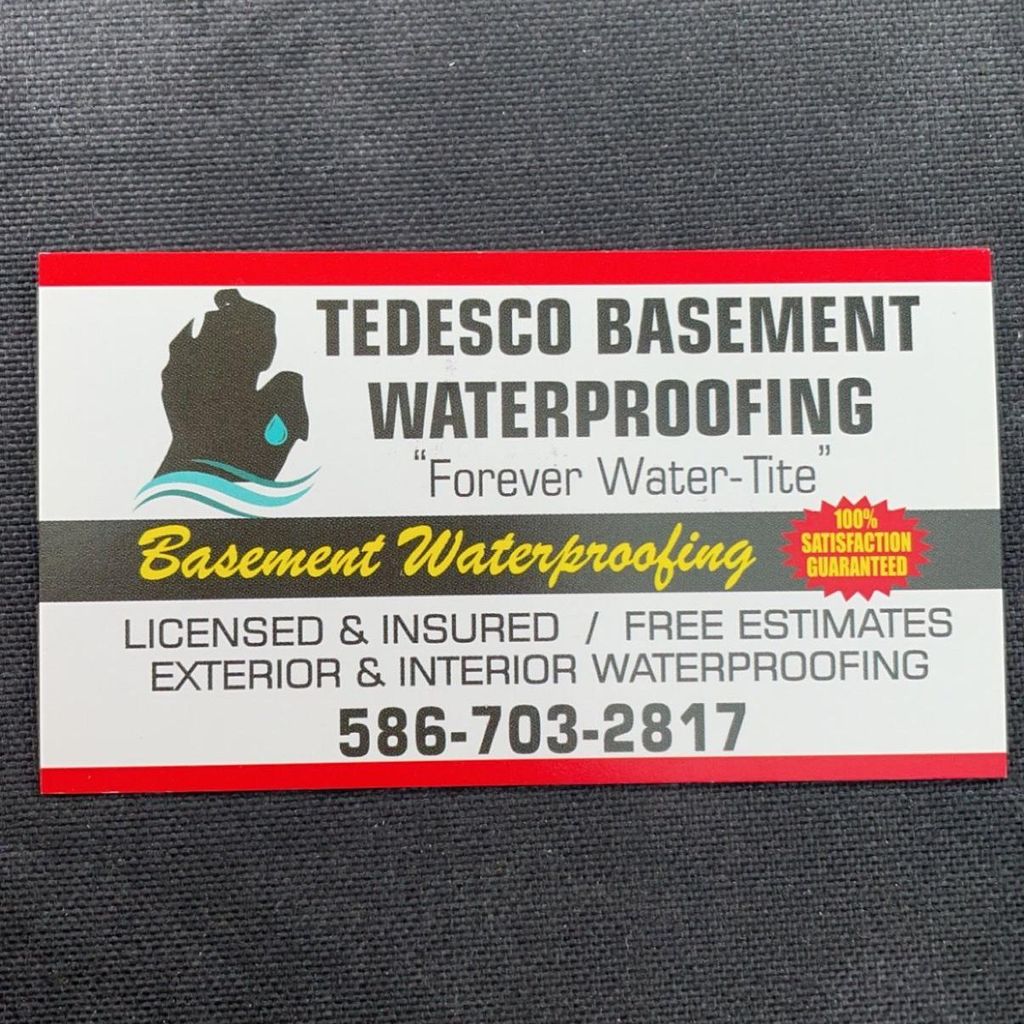 TEDESCO BASEMENT
WATERPROOFING
"Forever Water-Tite"
Basement Waterproofing
100%
SATISFACTION
GUARANTEED
LICENSED & INSURED / FREE ESTIMATES
EXTERIOR & INTERIOR WATERPROOFING
586-703-2817